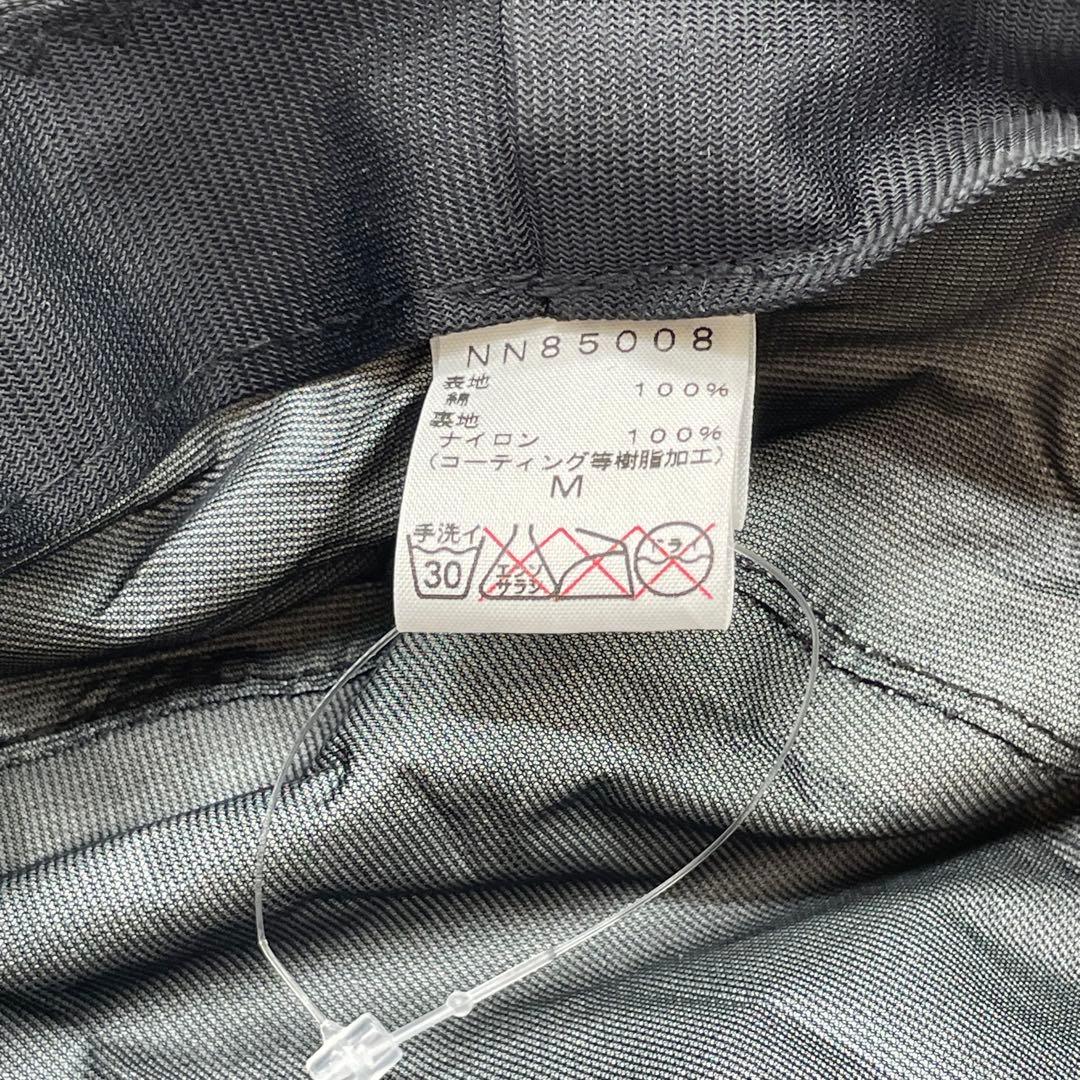 NN85008
表地
綿 100%
裏地
ナイロン 100%
(コーティング等樹脂加工)
M
手洗イ
30
エンソ
サラシ
ドライ